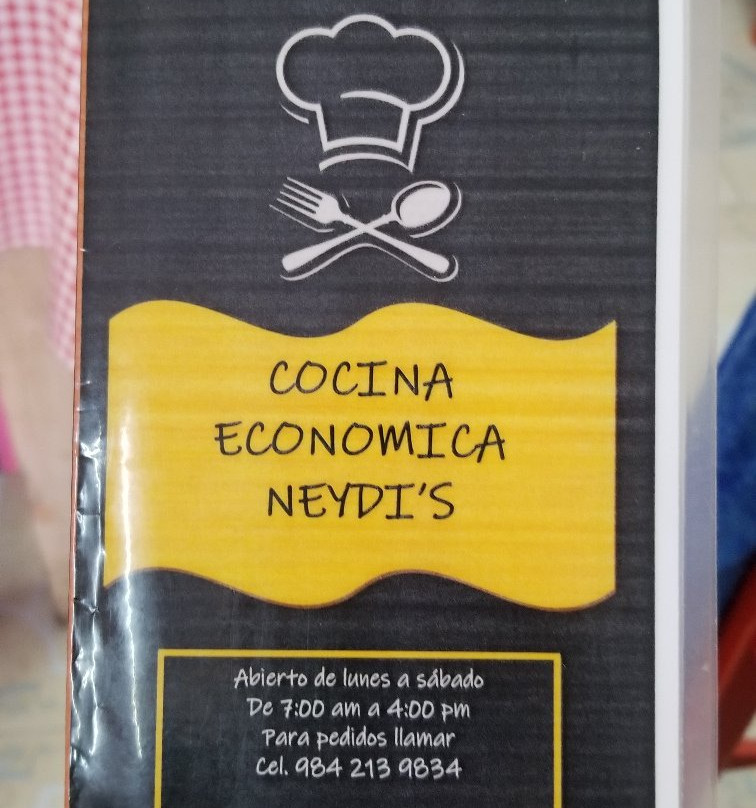 COCINA
ECONOMICA
NEYDI'S
Abierto de lunes a sábado
De 7:00 am a 4:00 pm
Para pedidos llamar
Cel. 984 213 9834